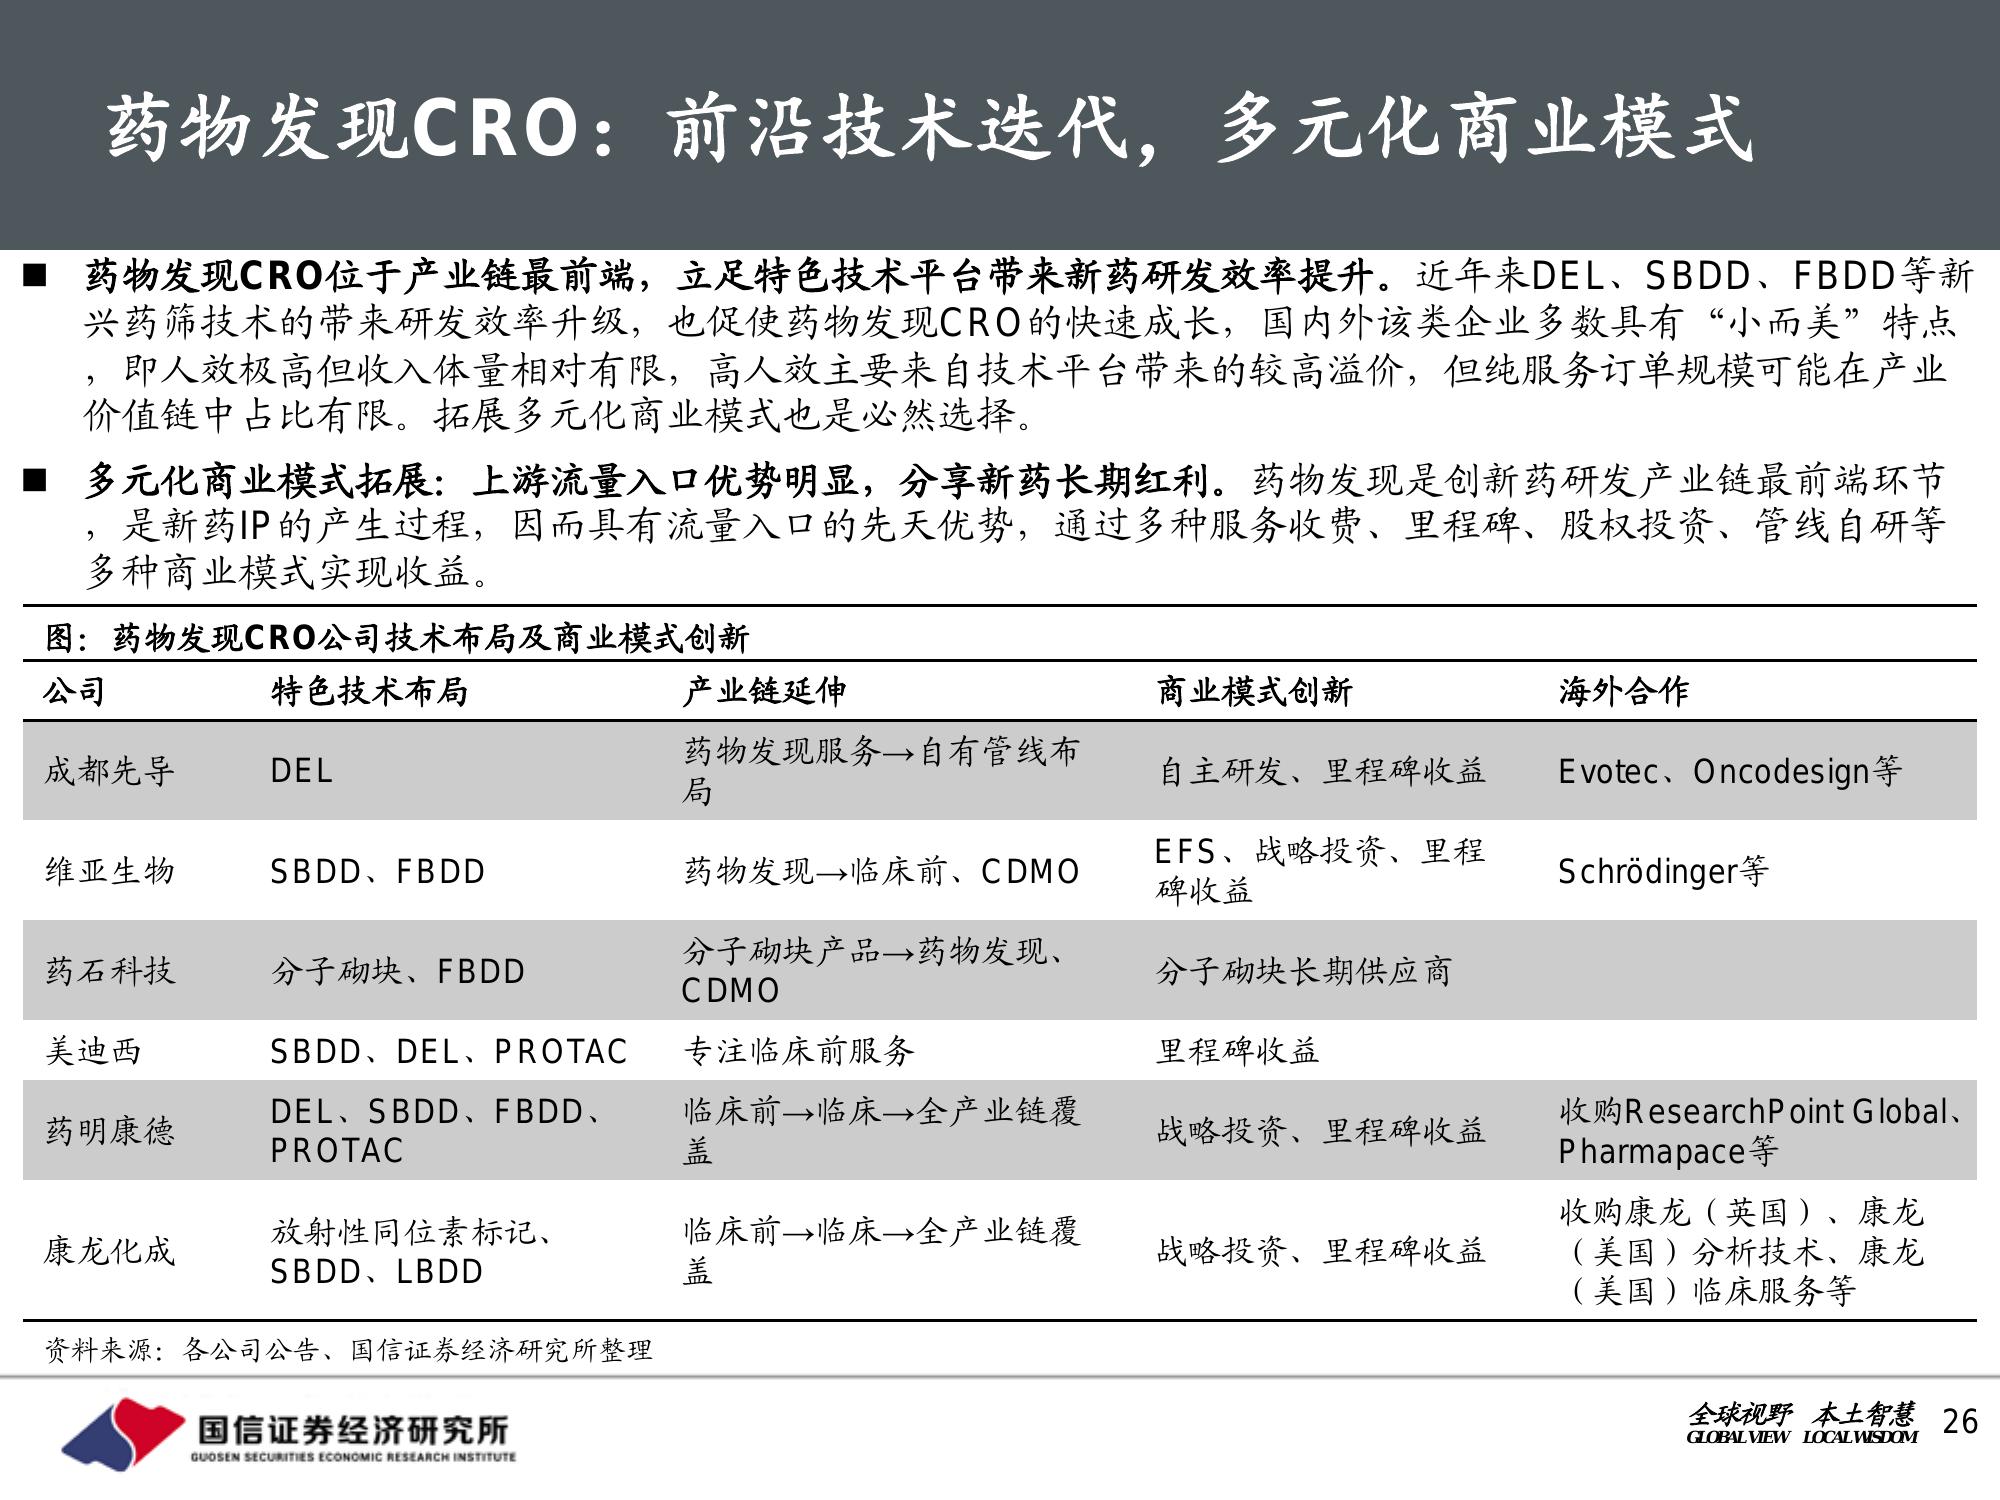 药物发现CRO：前沿技术迭代，多元化商业模式
■ 药物发现CRO位于产业链最前端，立足特色技术平台带来新药研发效率提升。近年来DEL、SBDD、FBDD等新
兴药筛技术的带来研发效率升级，也促使药物发现CRO的快速成长，国内外该类企业多数具有“小而美”特点
，即人效极高但收入体量相对有限，高人效主要来自技术平台带来的较高溢价，但纯服务订单规模可能在产业
价值链中占比有限。拓展多元化商业模式也是必然选择。
■ 多元化商业模式拓展：上游流量入口优势明显，分享新药长期红利。药物发现是创新药研发产业链最前端环节
，是新药IP的产生过程，因而具有流量入口的先天优势，通过多种服务收费、里程碑、股权投资、管线自研等
多种商业模式实现收益。
图：药物发现CRO公司技术布局及商业模式创新
公司 特色技术布局 产业链延伸 商业模式创新 海外合作
成都先导 DEL 药物发现服务→自有管线布
局 自主研发、里程碑收益 Evotec、Oncodesign等
维亚生物 SBDD、FBDD 药物发现→临床前、CDMO EFS、战略投资、里程
碑收益 Schrödinger等
药石科技 分子砌块、FBDD 分子砌块产品→药物发现、
CDMO 分子砌块长期供应商
美迪西 SBDD、DEL、PROTAC 专注临床前服务 里程碑收益
药明康德 DEL、SBDD、FBDD、
PROTAC 临床前→临床→全产业链覆
盖 战略投资、里程碑收益 收购ResearchPoint Global、
Pharmapace等
康龙化成 放射性同位素标记、
SBDD、LBDD 临床前→临床→全产业链覆
盖 战略投资、里程碑收益 收购康龙（英国）、康龙
（美国）分析技术、康龙
（美国）临床服务等
资料来源：各公司公告、国信证券经济研究所整理
国信证券经济研究所
GUOSEN SECURITIES ECONOMIC RESEARCH INSTITUTE
全球视野 本土智慧
GLOBAL VIEW LOCAL WISDOM
26